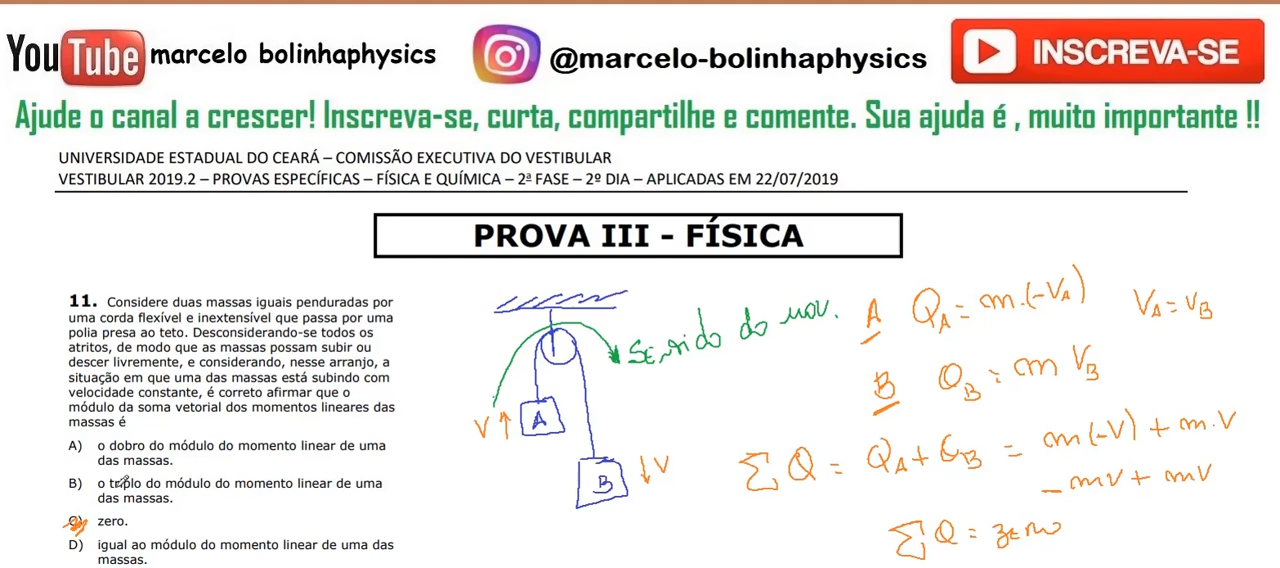 YouTube marcelo bolinhaphysics @marcelo-bolinhaphysics INSCREVA-SE
Ajude o canal a crescer! Inscreva-se, curta, compartilhe e comente. Sua ajuda é , muito importante !!
UNIVERSIDADE ESTADUAL DO CEARÁ – COMISSÃO EXECUTIVA DO VESTIBULAR
VESTIBULAR 2019.2 – PROVAS ESPECÍFICAS – FÍSICA E QUÍMICA – 2ª FASE – 2º DIA – APLICADAS EM 22/07/2019
PROVA III - FÍSICA
11. Considere duas massas iguais penduradas por
uma corda flexível e inextensível que passa por uma
polia presa ao teto. Desconsiderando-se todos os
atritos, de modo que as massas possam subir ou
descer livremente, e considerando, nesse arranjo, a
situação em que uma das massas está subindo com
velocidade constante, é correto afirmar que o
módulo da soma vetorial dos momentos lineares das
massas é
A) o dobro do módulo do momento linear de uma
das massas.
B) o triplo do módulo do momento linear de uma
das massas.
C) zero.
D) igual ao módulo do momento linear de uma das
massas.
Sentido do mov.
V
A
B
V
A Q_A = m.(-V_A) V_A = V_B
B Q_B = m V_B
Σ Q = Q_A + Q_B = m(-V) + m.V
- mV + mV
Σ Q = zero